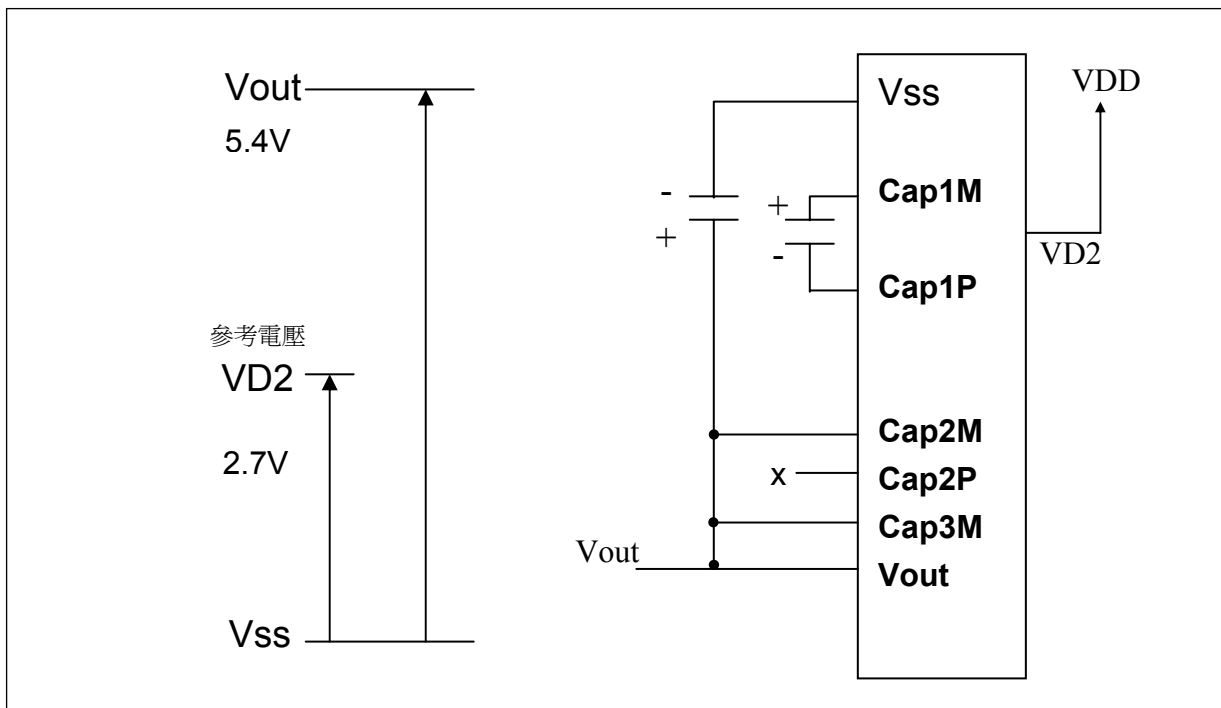 Vout
5.4V
參考電壓
VD2
2.7V
Vss
-
+
+
-
x
Vout
Vss
Cap1M
Cap1P
Cap2M
Cap2P
Cap3M
Vout
VDD
VD2